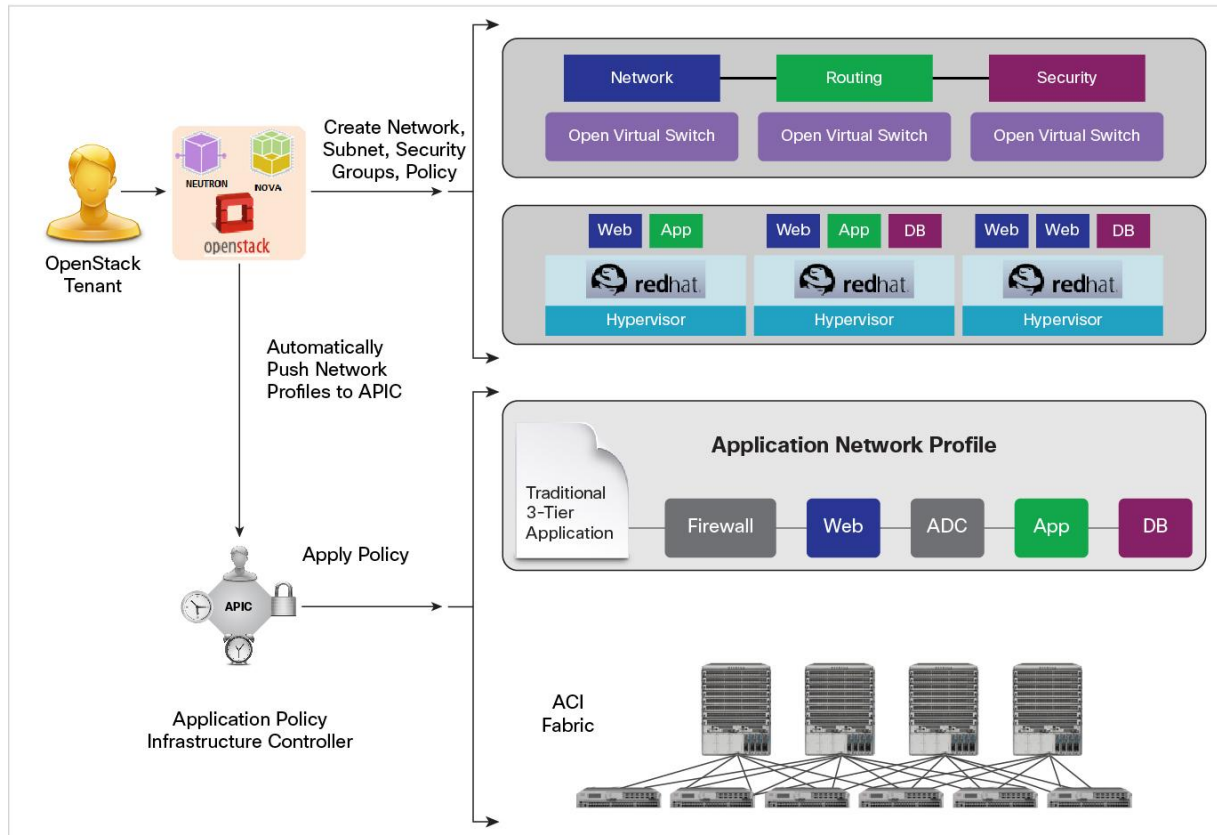 Network
Routing
Security
Open Virtual Switch
Open Virtual Switch
Open Virtual Switch
Create Network,
Subnet, Security
Groups, Policy
NEUTRON
NOVA
openstack
OpenStack
Tenant
Web
App
Web
App
DB
Web
Web
DB
redhat.
redhat.
redhat.
Hypervisor
Hypervisor
Hypervisor
Automatically
Push Network
Profiles to APIC
Application Network Profile
Traditional
3-Tier
Application
Firewall
Web
ADC
App
DB
Apply Policy
APIC
Application Policy
Infrastructure Controller
ACI
Fabric